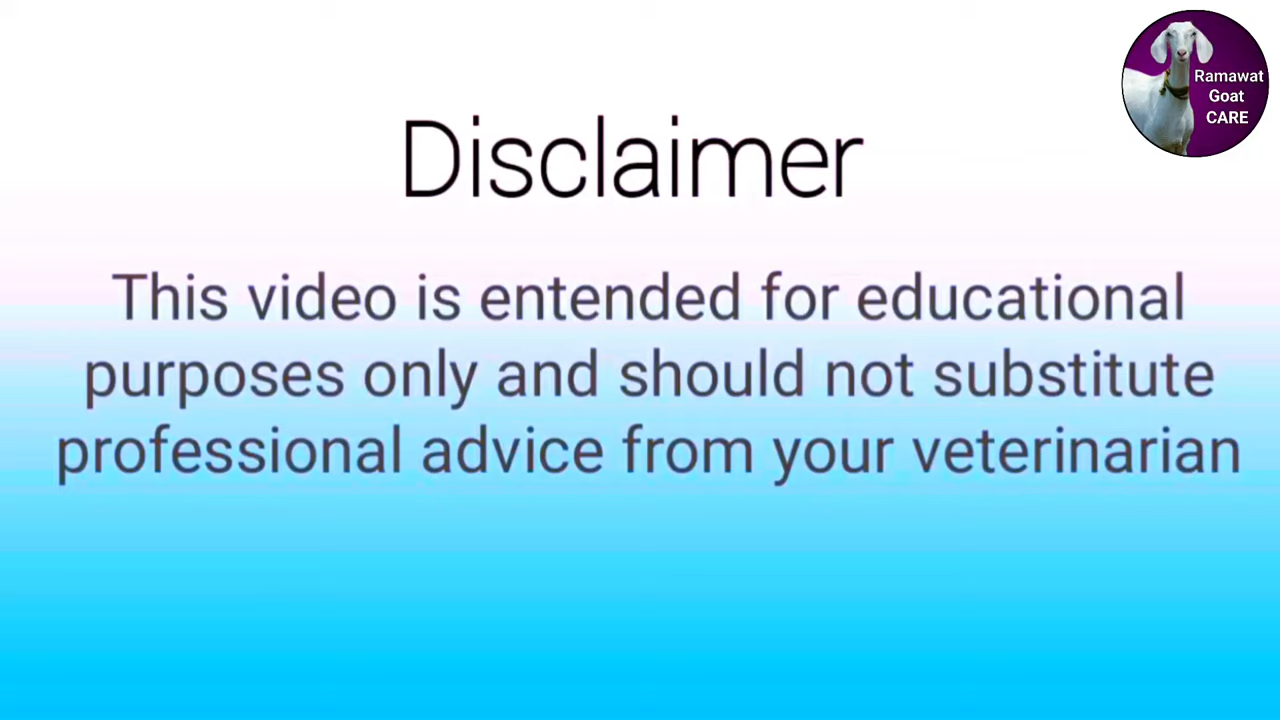 Ramawat
Goat
CARE
Disclaimer
This video is entended for educational
purposes only and should not substitute
professional advice from your veterinarian